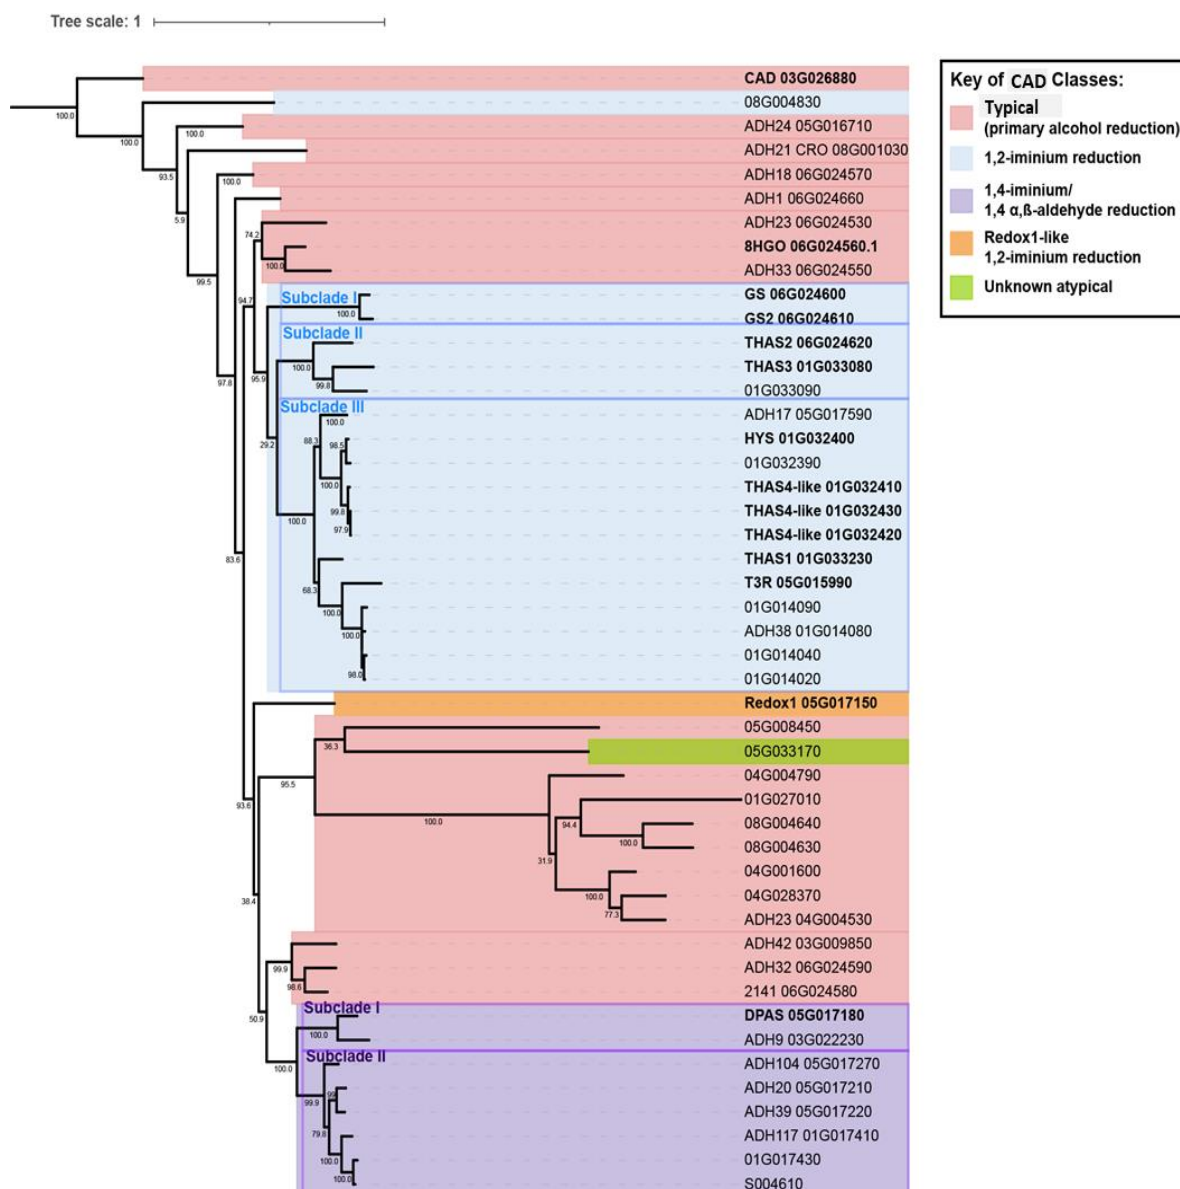 Tree scale: 1
Key of CAD Classes:
Typical
(primary alcohol reduction)
1,2-iminium reduction
1,4-iminium/
1,4 α,ß-aldehyde reduction
Redox1-like
1,2-iminium reduction
Unknown atypical
CAD 03G026880
100.0
08G004830
100.0
ADH24 05G016710
100.0
ADH21 CRO 08G001030
93.5
ADH18 06G024570
100.0
ADH1 06G024660
5.9
ADH23 06G024530
74.2
8HGO 06G024560.1
100.0
ADH33 06G024550
99.5
Subclade I
GS 06G024600
94.7
100.0
GS2 06G024610
Subclade II
THAS2 06G024620
100.0
THAS3 01G033080
95.9
97.8
99.8
01G033090
Subclade III
ADH17 05G017590
100.0
HYS 01G032400
88.3
98.5
29.2
01G032390
100.0
THAS4-like 01G032410
THAS4-like 01G032430
99.8
100.0
THAS4-like 01G032420
97.9
THAS1 01G033230
83.6
T3R 05G015990
68.3
01G014090
100.0
ADH38 01G014080
100.0
01G014040
01G014020
98.0
Redox1 05G017150
05G008450
36.3
05G033170
04G004790
95.5
01G027010
93.6
08G004640
100.0
94.4
08G004630
100.0
31.9
04G001600
04G028370
100.0
38.4
ADH23 04G004530
77.3
ADH42 03G009850
ADH32 06G024590
99.9
2141 06G024580
98.6
Subclade I
DPAS 05G017180
50.9
100.0
ADH9 03G022230
Subclade II
ADH104 05G017270
100.0
ADH20 05G017210
99.9
ADH39 05G017220
ADH117 01G017410
79.8
01G017430
100.0
100.0
S004610